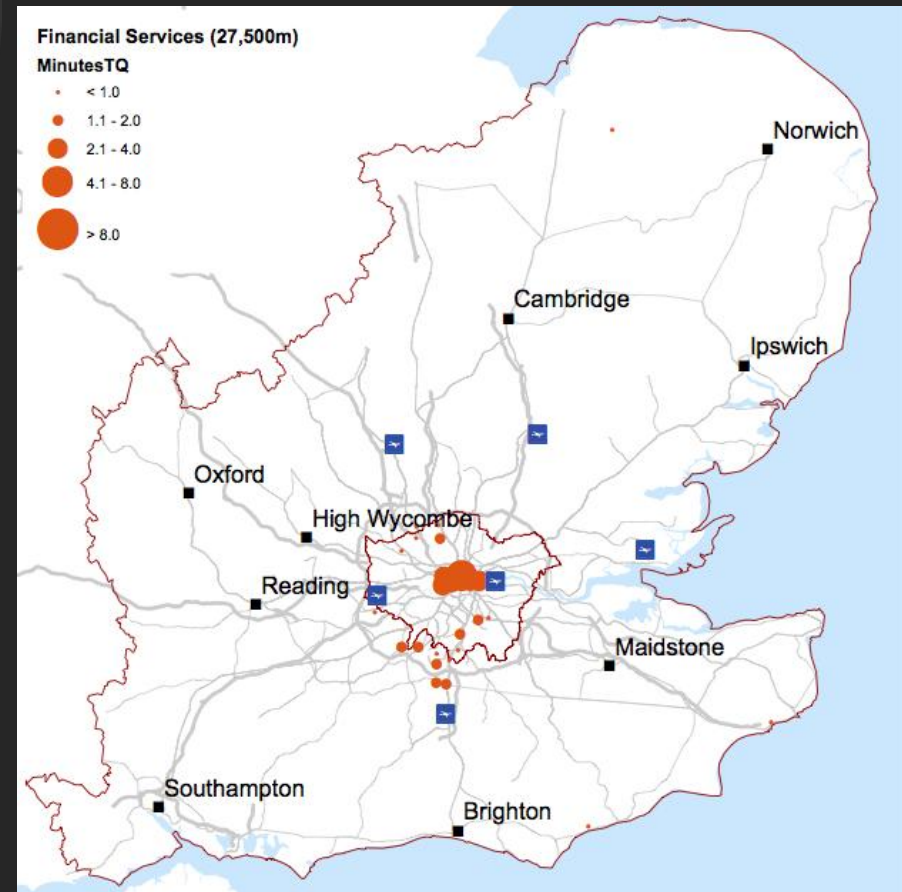 Financial Services (27,500m)
MinutesTQ
< 1.0
1.1 - 2.0
2.1 - 4.0
4.1 - 8.0
> 8.0
Norwich
Cambridge
Ipswich
Oxford
High Wycombe
Reading
Maidstone
Southampton
Brighton